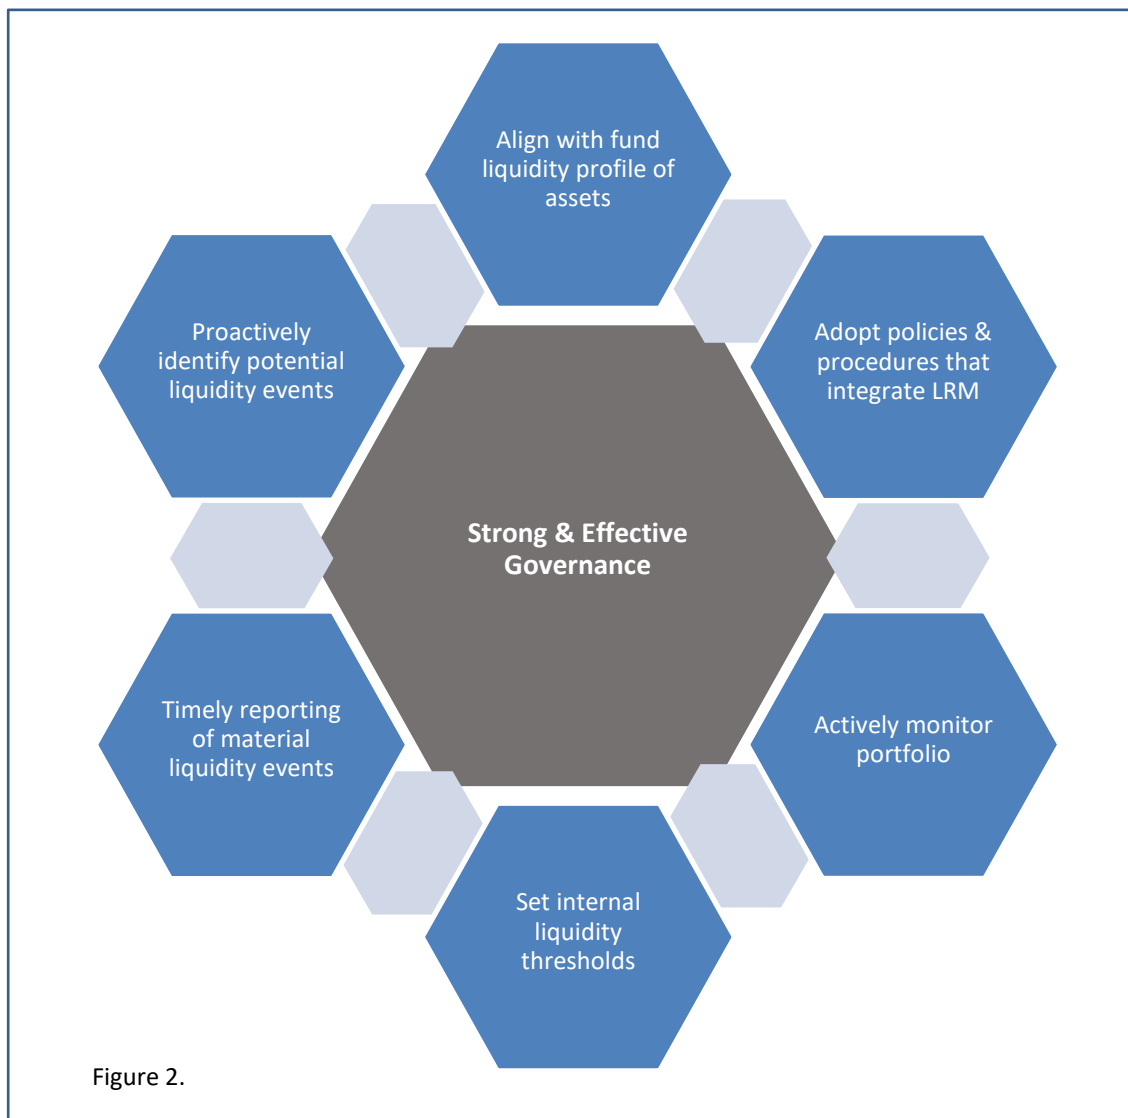 Align with fund
liquidity profile of
assets
Proactively
identify potential
liquidity events
Adopt policies &
procedures that
integrate LRM
Strong & Effective
Governance
Timely reporting
of material
liquidity events
Actively monitor
portfolio
Set internal
liquidity
thresholds
Figure 2.